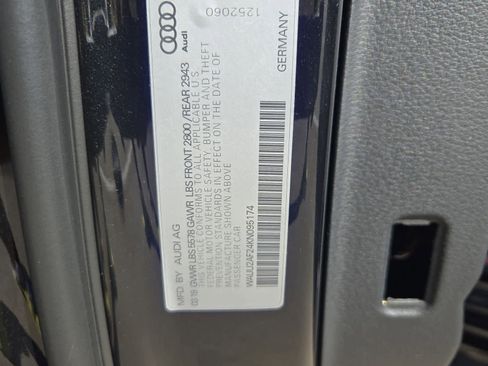 MFD. BY AUDI AG
03.19 GVWR LBS 5578 GAWR LBS FRONT 2800 / REAR 2943
THIS VEHICLE CONFORMS TO ALL APPLICABLE U.S.
FEDERAL MOTOR VEHICLE SAFETY, BUMPER AND THEFT
PREVENTION STANDARDS IN EFFECT ON THE DATE OF
MANUFACTURE SHOWN ABOVE
PASSENGER CAR
WAUU2AF24KN095174
GERMANY
Audi
1252060